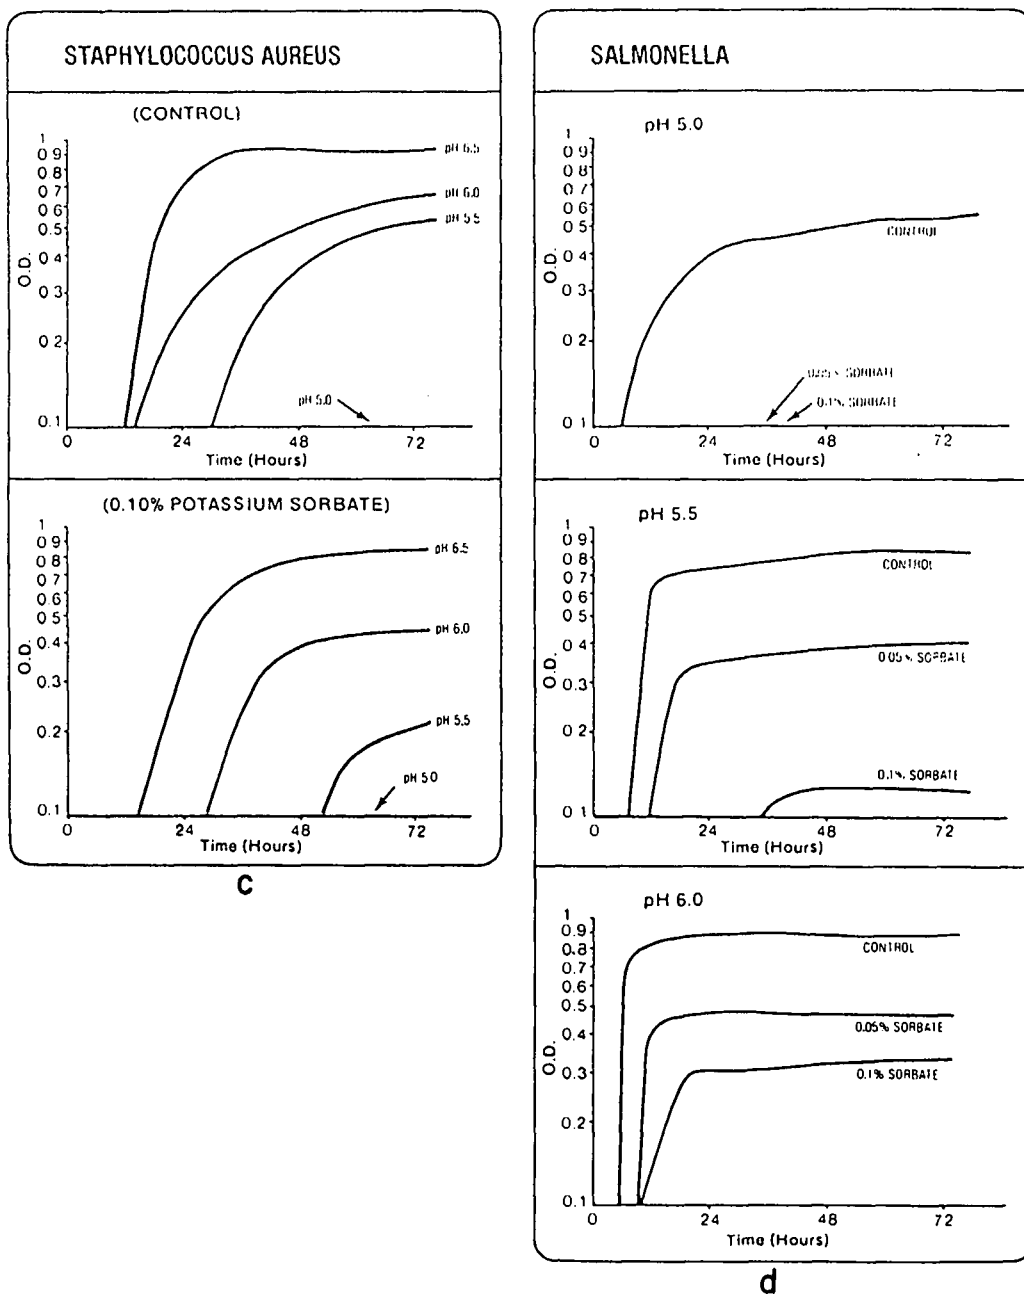 STAPHYLOCOCCUS AUREUS
(CONTROL)
1
0 9
0 8
0 7
0 6
0 5
0 4
0 3
0 2
0 1
O.D.
pH 6.5
pH 6.0
pH 5.5
pH 5.0
0 24 48 72
Time (Hours)
(0.10% POTASSIUM SORBATE)
1
0 9
0 8
0 7
0 6
0 5
0.4
0.3
0.2
0.1
O.D.
pH 6.5
pH 6.0
pH 5.5
pH 5.0
0 24 48 72
Time (Hours)
c
SALMONELLA
pH 5.0
1
0 9
0 8
0 7
0 6
0 5
0 4
0 3
0 2
0 1
O.D.
CONTROL
0.05% SORBATE
0.1% SORBATE
0 24 48 72
Time (Hours)
pH 5.5
1
0 9
0 8
0 7
0 6
0 5
0 4
0 3
0 2
0 1
O.D.
CONTROL
0.05% SORBATE
0.1% SORBATE
0 24 48 72
Time (Hours)
pH 6.0
1
0.9
0.8
0.7
0.6
0.5
0.4
0.3
0.2
0.1
O.D.
CONTROL
0.05% SORBATE
0.1% SORBATE
0 24 48 72
Time (Hours)
d